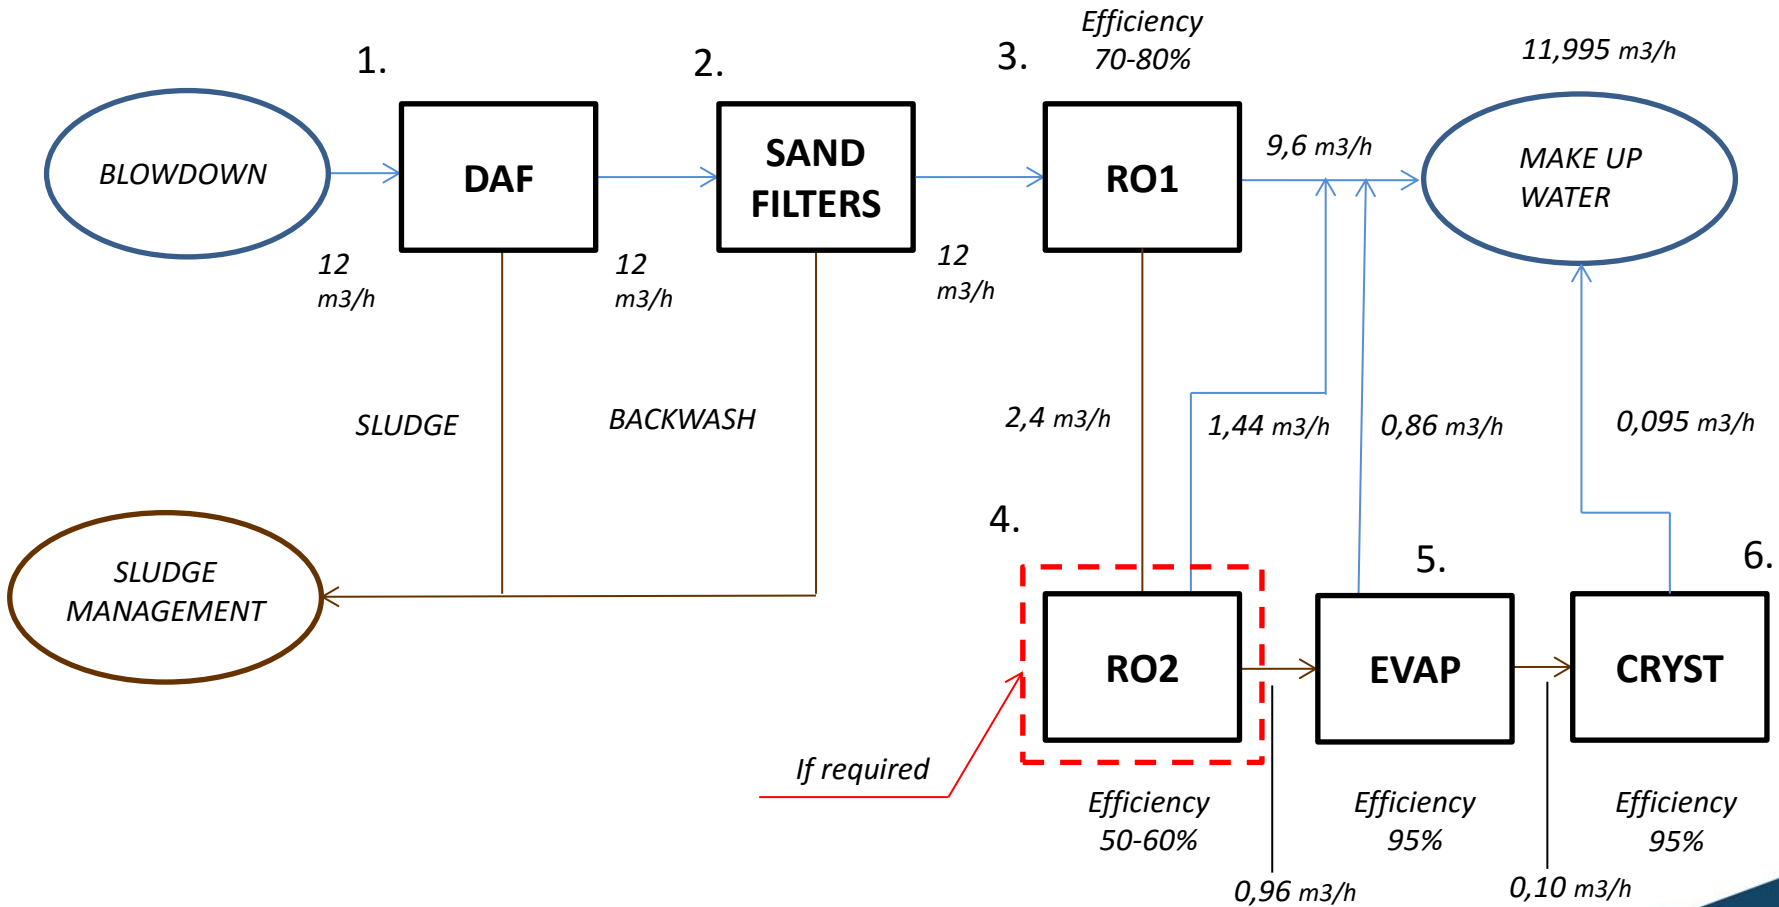 Efficiency
70-80%
11,995 m3/h
1.
2.
3.
BLOWDOWN
DAF
SAND
FILTERS
RO1
9,6 m3/h
MAKE UP
WATER
12
m3/h
12
m3/h
12
m3/h
SLUDGE
BACKWASH
2,4 m3/h
1,44 m3/h
0,86 m3/h
0,095 m3/h
4.
5.
6.
SLUDGE
MANAGEMENT
RO2
EVAP
CRYST
If required
Efficiency
50-60%
Efficiency
95%
Efficiency
95%
0,96 m3/h
0,10 m3/h